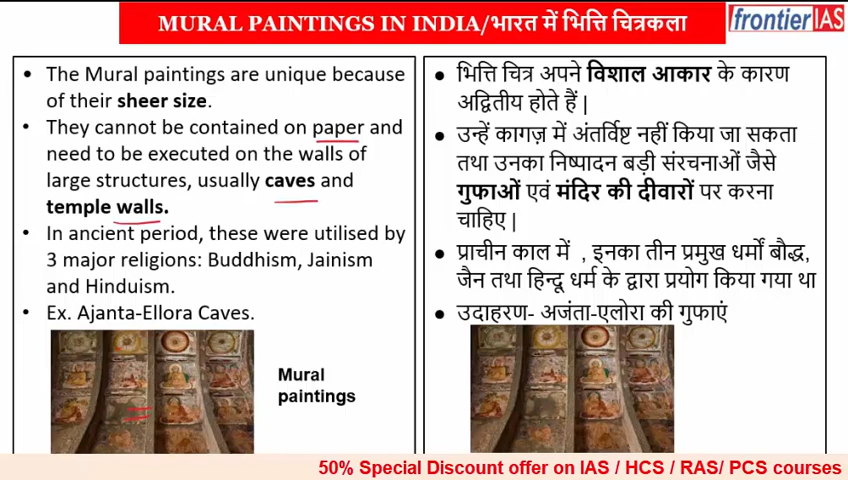 MURAL PAINTINGS IN INDIA/भारत में भित्ति चित्रकला
frontierIAS
• The Mural paintings are unique because
of their sheer size.
• They cannot be contained on paper and
need to be executed on the walls of
large structures, usually caves and
temple walls.
• In ancient period, these were utilised by
3 major religions: Buddhism, Jainism
and Hinduism.
• Ex. Ajanta-Ellora Caves.
Mural
paintings
• भित्ति चित्र अपने विशाल आकार के कारण
अद्वितीय होते हैं |
• उन्हें कागज़ में अंतर्विष्ट नहीं किया जा सकता
तथा उनका निष्पादन बड़ी संरचनाओं जैसे
गुफाओं एवं मंदिर की दीवारों पर करना
चाहिए |
• प्राचीन काल में , इनका तीन प्रमुख धर्मों बौद्ध,
जैन तथा हिन्दू धर्म के द्वारा प्रयोग किया गया था
• उदाहरण- अजंता-एलोरा की गुफाएं
50% Special Discount offer on IAS / HCS / RAS/ PCS courses